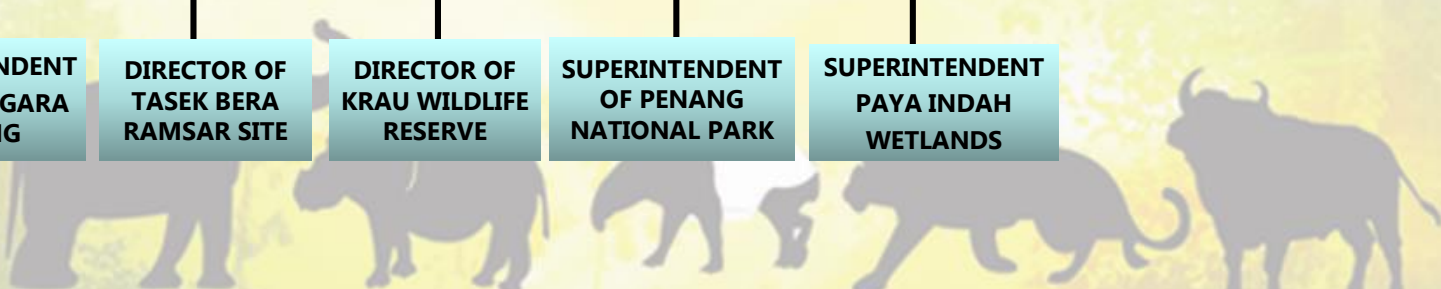 DIRECTOR OF
TASEK BERA
RAMSAR SITE
DIRECTOR OF
KRAU WILDLIFE
RESERVE
SUPERINTENDENT
OF PENANG
NATIONAL PARK
SUPERINTENDENT
PAYA INDAH
WETLANDS